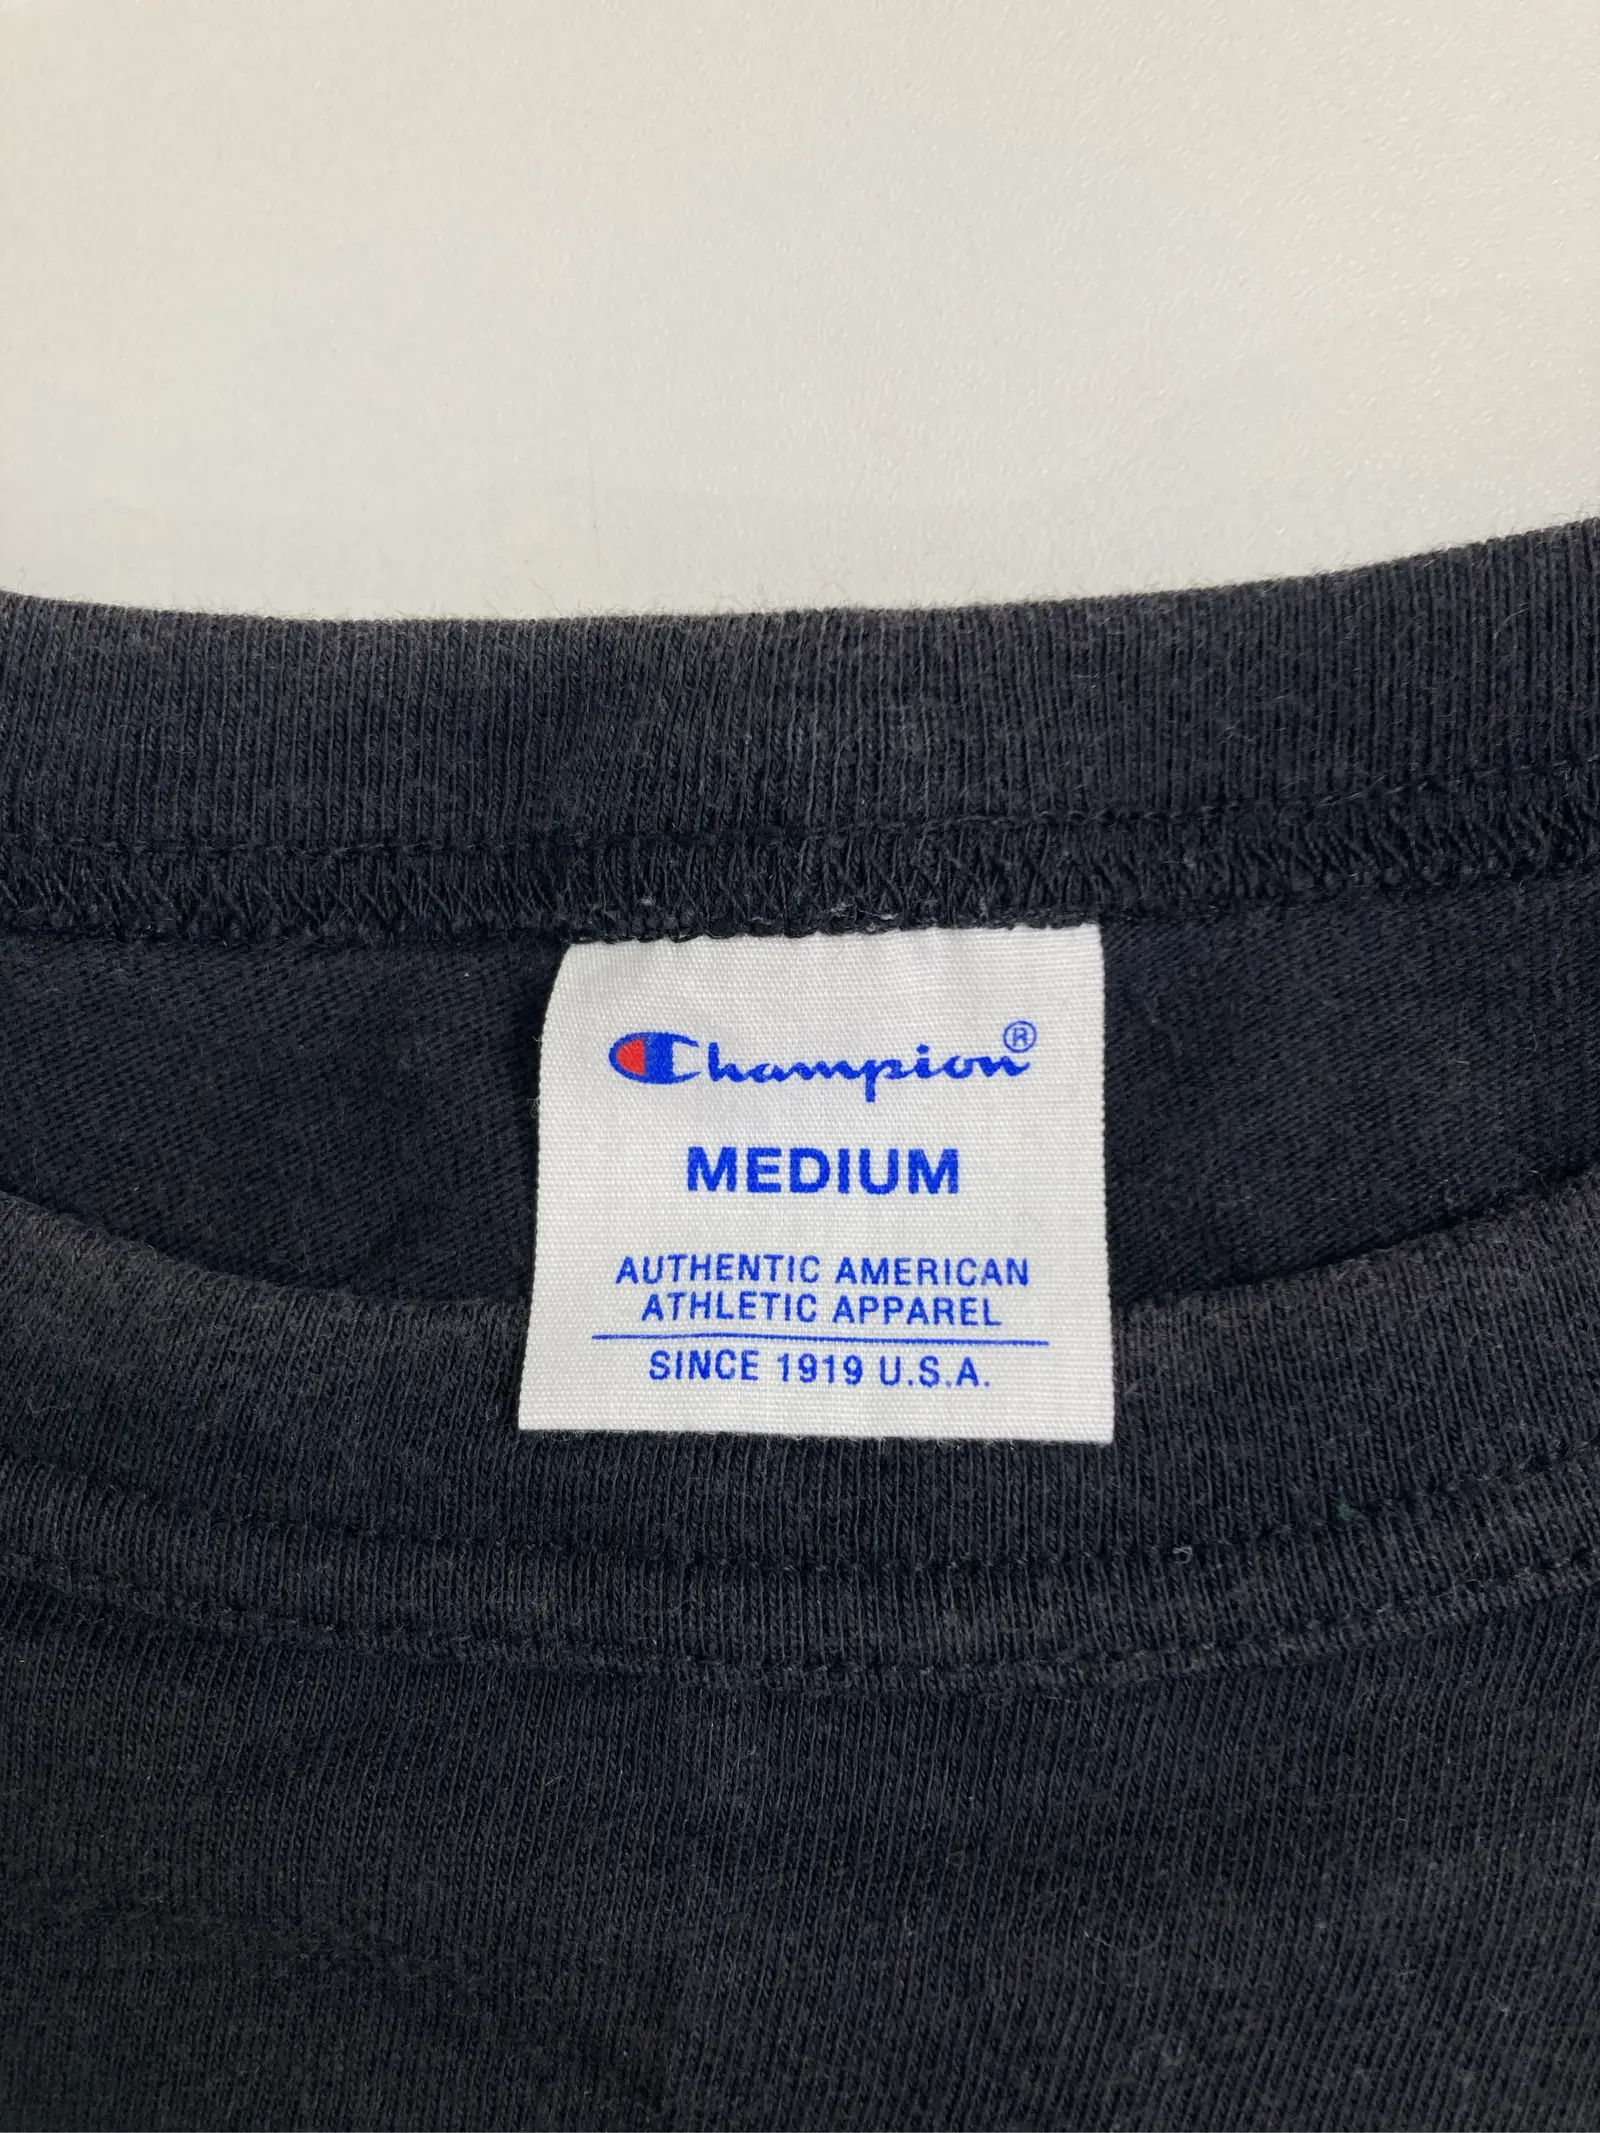 Champion®
MEDIUM
AUTHENTIC AMERICAN
ATHLETIC APPAREL
SINCE 1919 U.S.A.